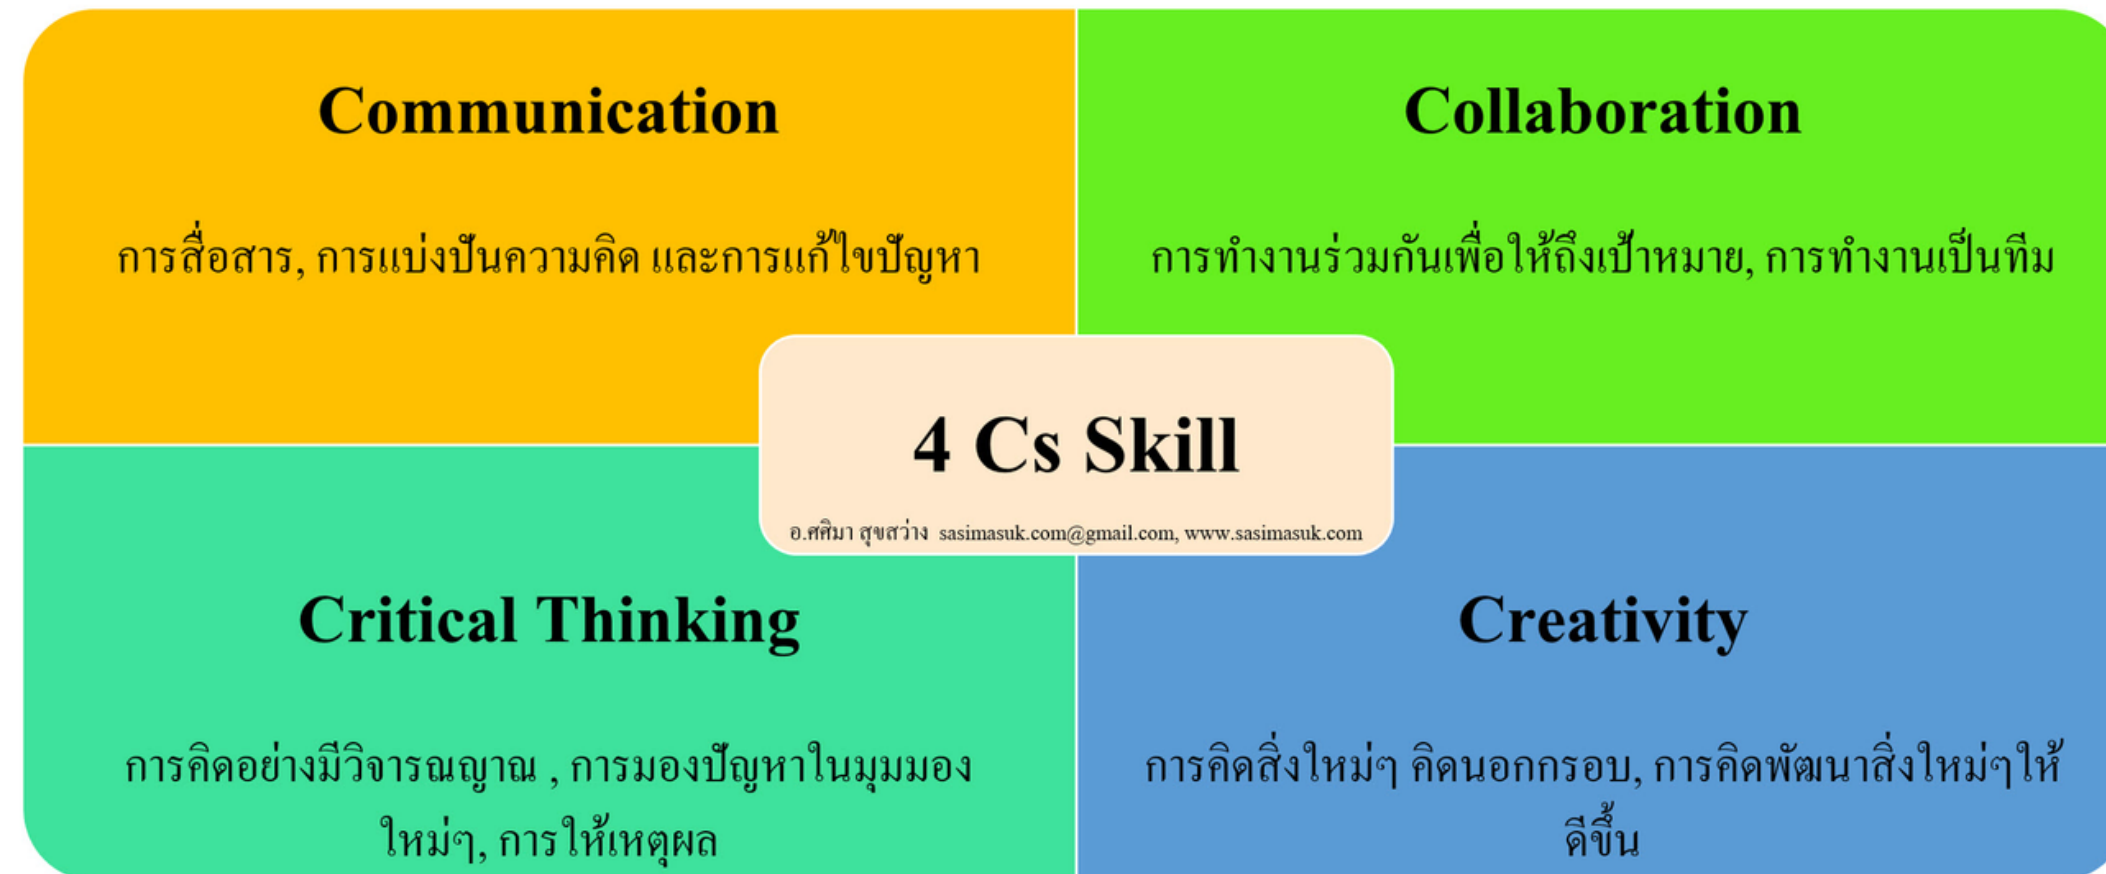 Communication
การสื่อสาร, การแบ่งปันความคิด และการแก้ไขปัญหา
Collaboration
การทำงานร่วมกันเพื่อให้ถึงเป้าหมาย, การทำงานเป็นทีม
4 Cs Skill
อ.ศศิมา สุขสว่าง sasimasuk.com@gmail.com, www.sasimasuk.com
Critical Thinking
การคิดอย่างมีวิจารณญาณ , การมองปัญหาในมุมมอง
ใหม่ๆ, การให้เหตุผล
Creativity
การคิดสิ่งใหม่ๆ คิดนอกกรอบ, การคิดพัฒนาสิ่งใหม่ๆให้
ดีขึ้น